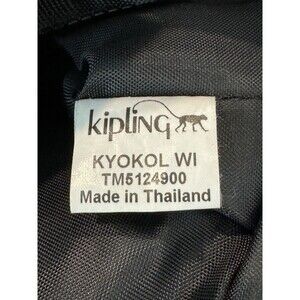 kipling
KYOKOL WI
TM5124900
Made in Thailand